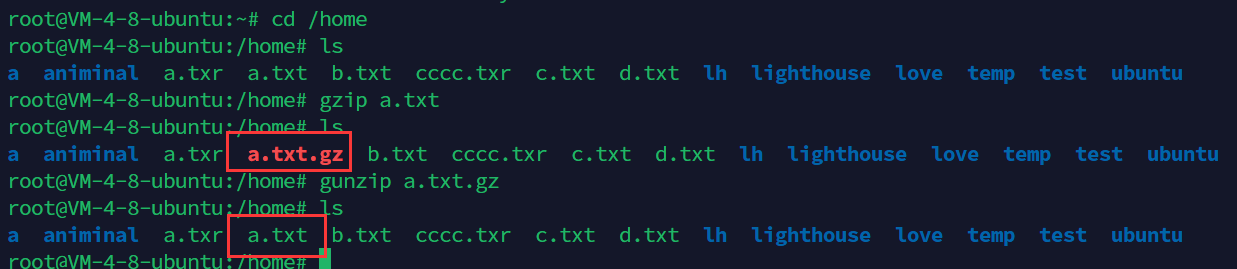 root@VM-4-8-ubuntu:~# cd /home
root@VM-4-8-ubuntu:/home# ls
a  animinal  a.txr  a.txt  b.txt  cccc.txr  c.txt  d.txt  lh  lighthouse  love  temp  test  ubuntu
root@VM-4-8-ubuntu:/home# gzip a.txt
root@VM-4-8-ubuntu:/home# ls
a  animinal  a.txr  a.txt.gz  b.txt  cccc.txr  c.txt  d.txt  lh  lighthouse  love  temp  test  ubuntu
root@VM-4-8-ubuntu:/home# gunzip a.txt.gz
root@VM-4-8-ubuntu:/home# ls
a  animinal  a.txr  a.txt  b.txt  cccc.txr  c.txt  d.txt  lh  lighthouse  love  temp  test  ubuntu
root@VM-4-8-ubuntu:/home#